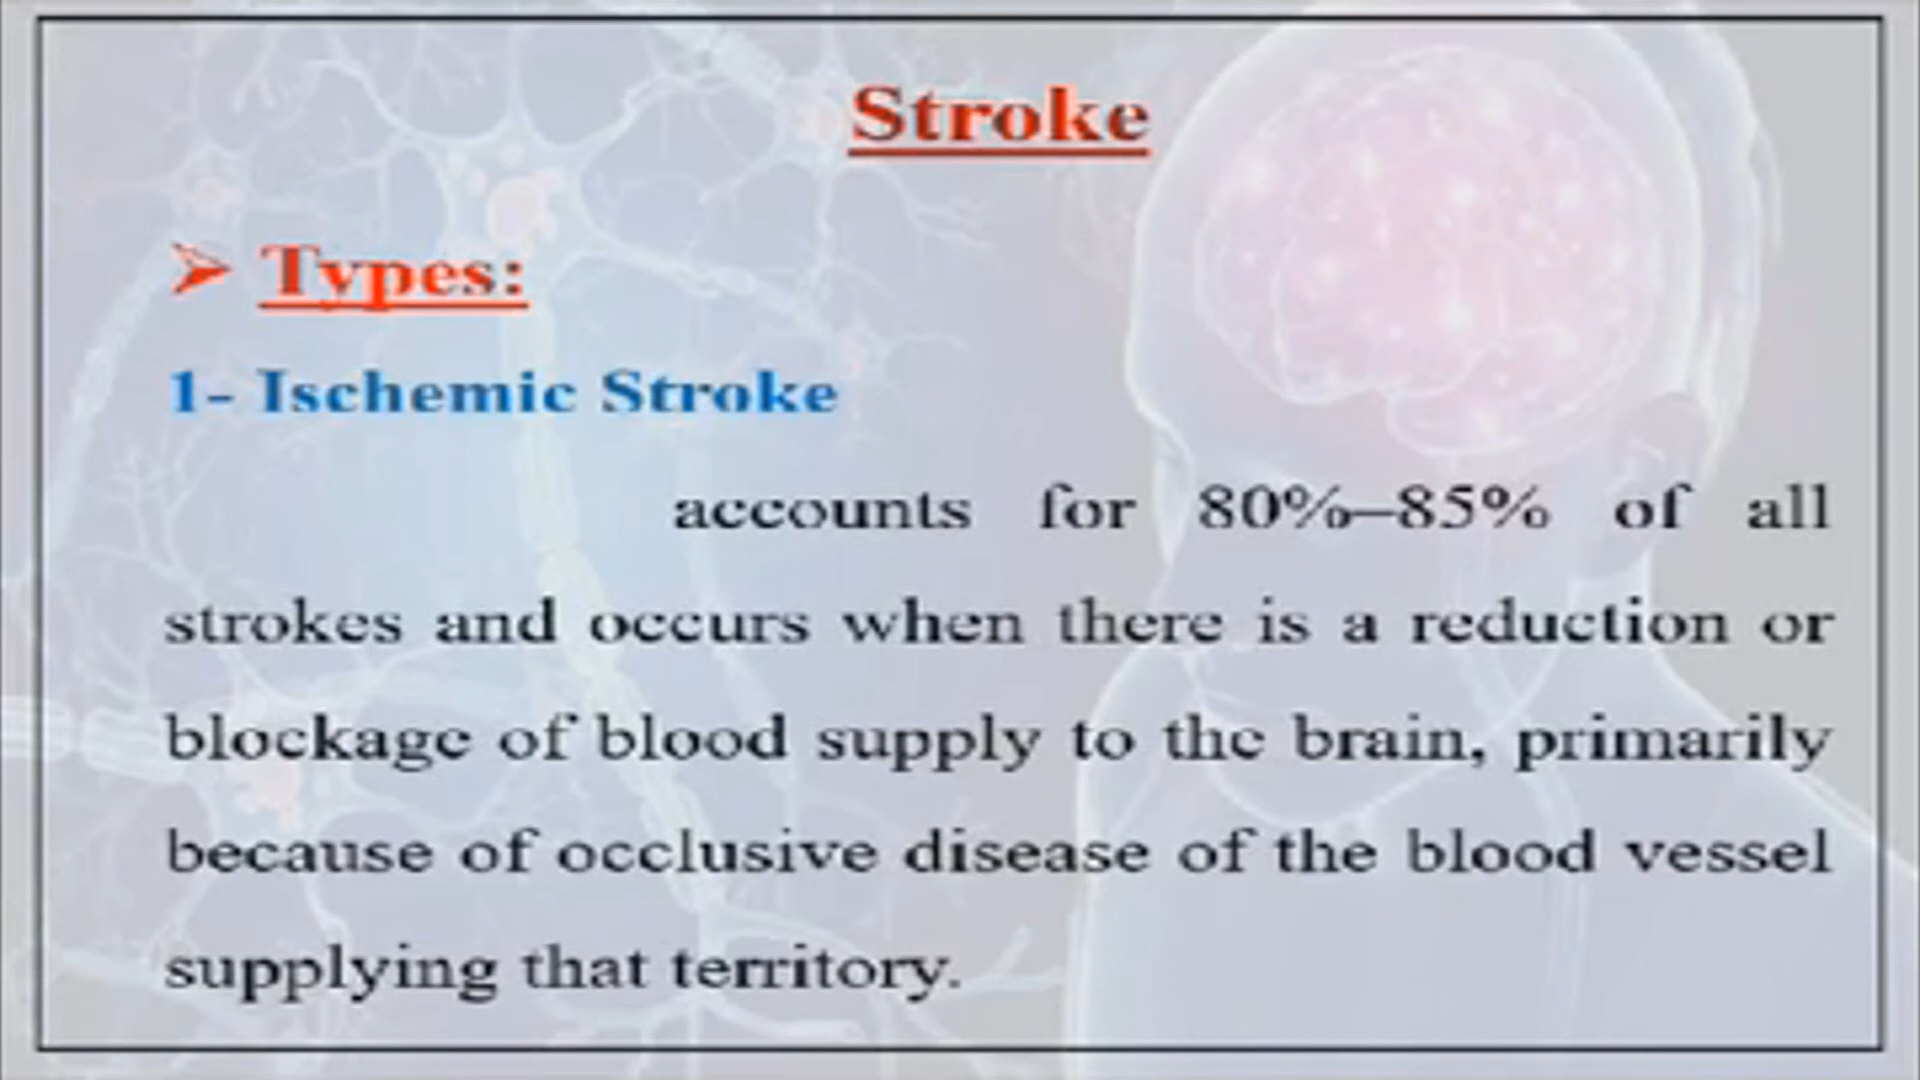 Stroke
➢ Types:
1- Ischemic Stroke
accounts for 80%–85% of all
strokes and occurs when there is a reduction or
blockage of blood supply to the brain, primarily
because of occlusive disease of the blood vessel
supplying that territory.